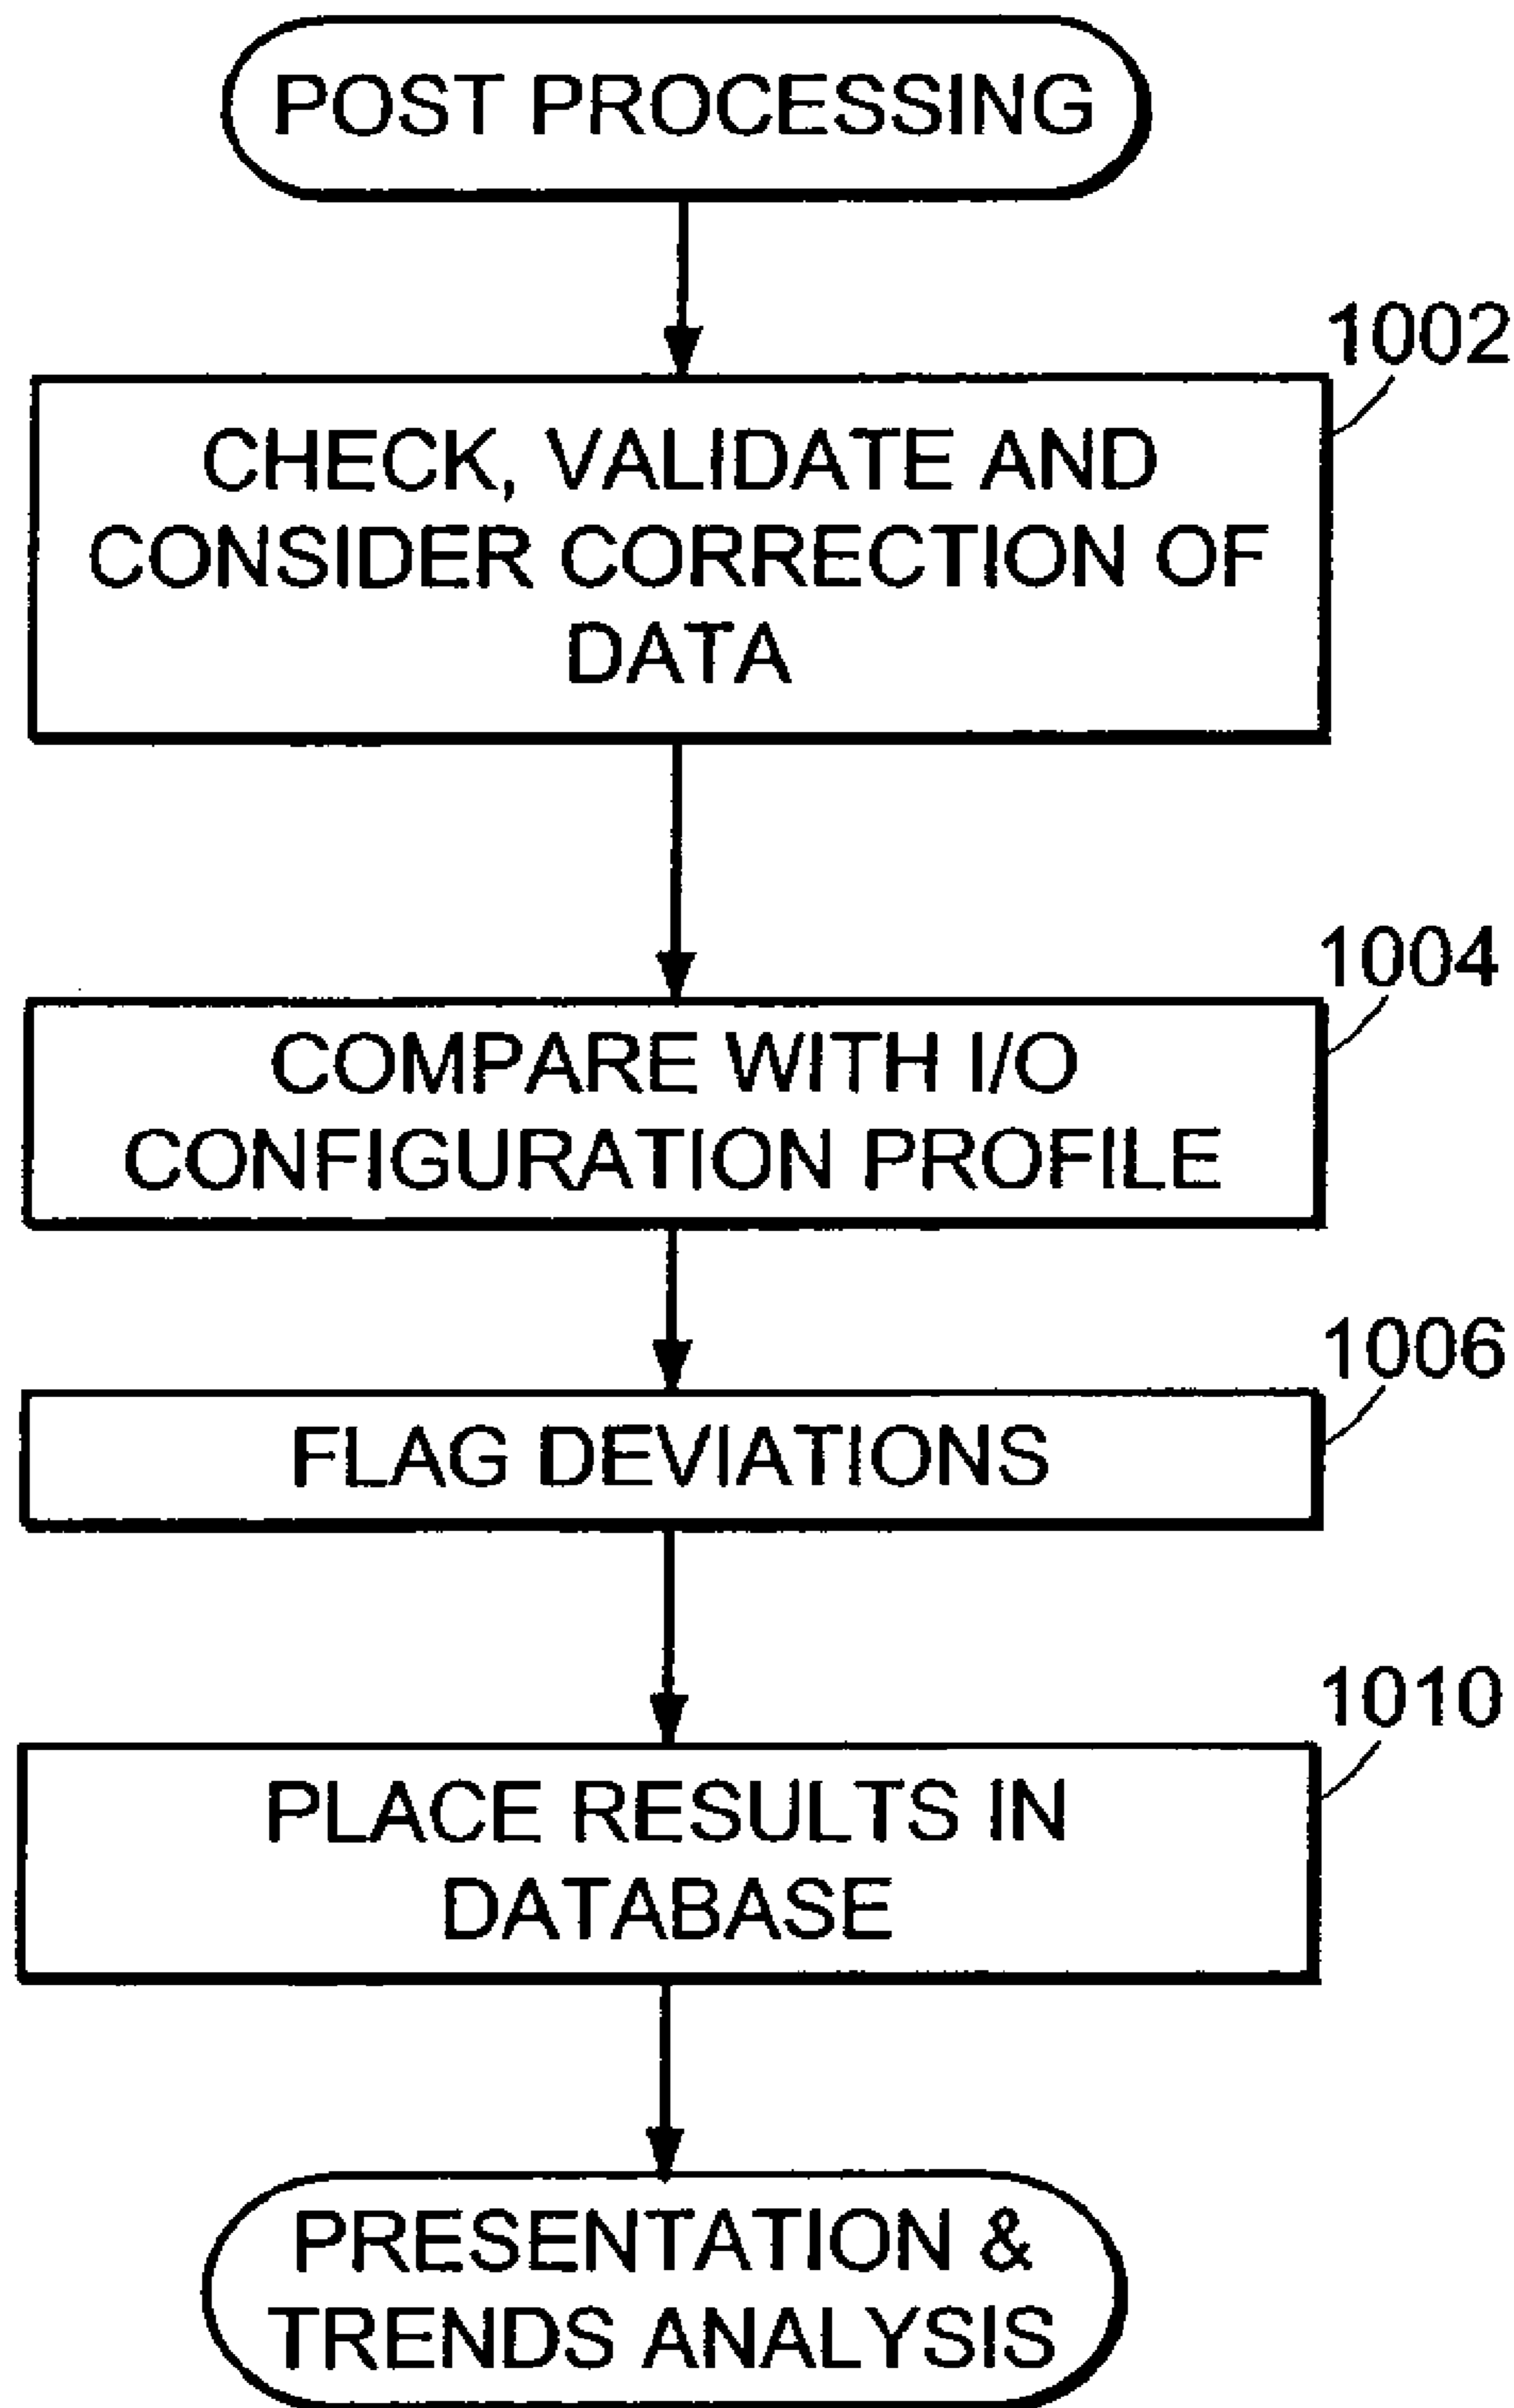 POST PROCESSING
1002
CHECK, VALIDATE AND
CONSIDER CORRECTION OF
DATA
1004
COMPARE WITH I/O
CONFIGURATION PROFILE
1006
FLAG DEVIATIONS
1010
PLACE RESULTS IN
DATABASE
PRESENTATION &
TRENDS ANALYSIS